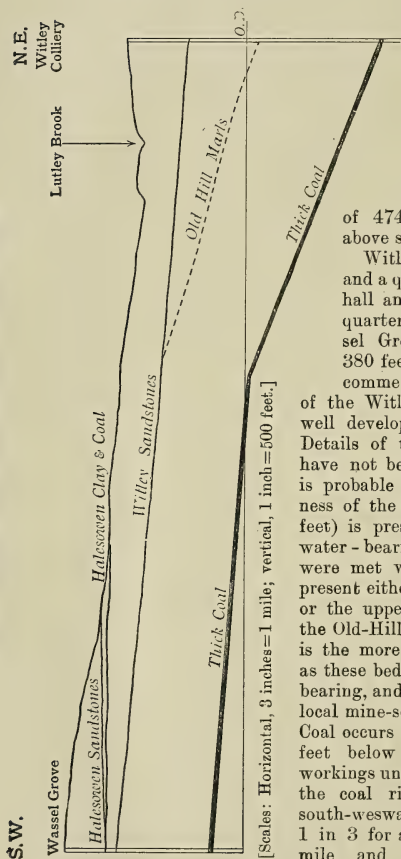 S.W.
N.E.
Wassel Grove
Witley
Colliery
Lutley Brook
Halesowen Sandstones
Halesowen Clay & Coal
Willey Sandstones
Old Hill Marls
O.D.
Thick Coal
Thick Coal
[Scales: Horizontal, 3 inches=1 mile; vertical, 1 inch=500 feet.]
of 474
above s
Witl
and a q
hall an
quarter
sel Gr
380 fee
comme
of the Witl
well develop
Details of t
have not be
is probable
ness of the
feet) is pres
water-bearin
were met w
present eithe
or the upper
the Old-Hill
is the more
as these bed
bearing, and
local mine-s
Coal occurs
feet below
workings un
the coal ri
south-weswa
1 in 3 for a
mile and